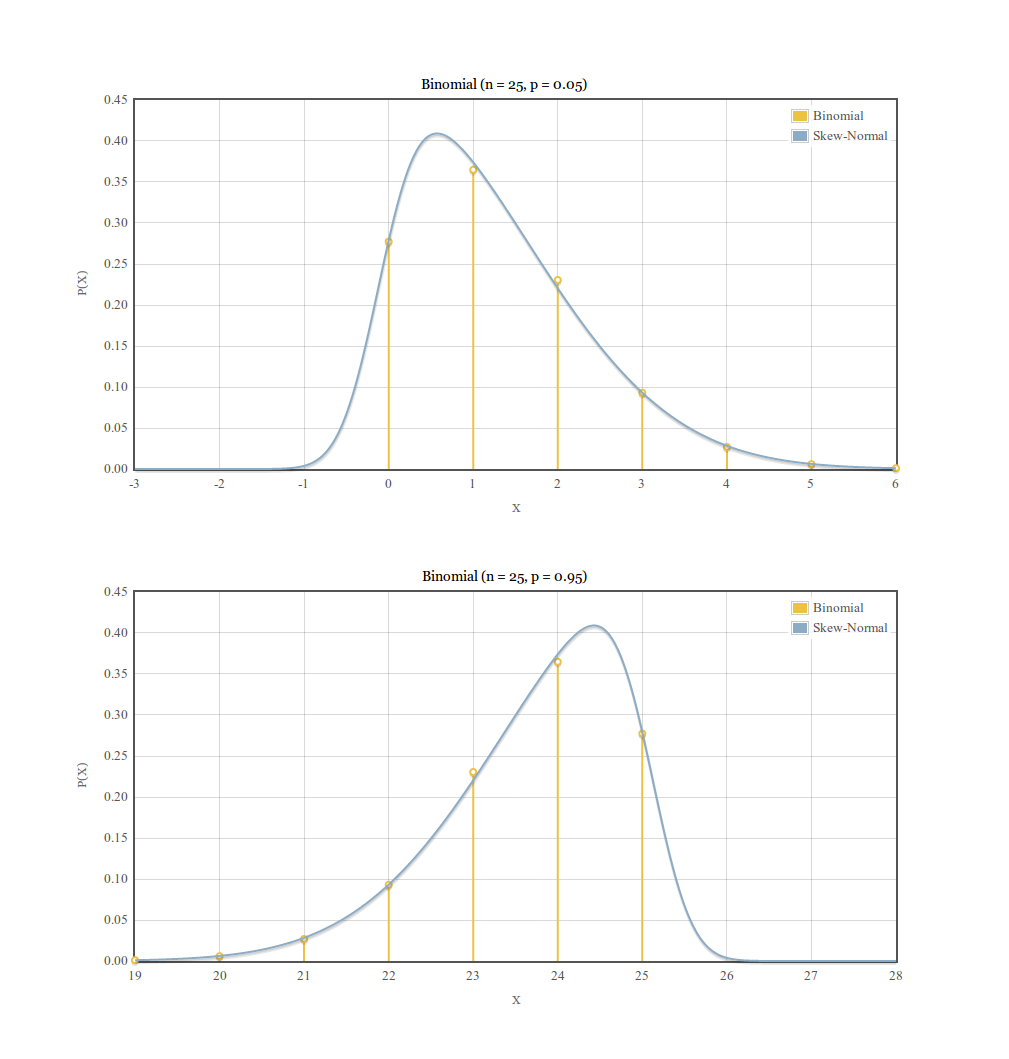 Binomial (n = 25, p = 0.05)
0.45
Binomial
Skew-Normal
0.40
0.35
0.30
0.25
P(X)
0.20
0.15
0.10
0.05
0.00
-3 -2 -1 0 1 2 3 4 5 6
X
Binomial (n = 25, p = 0.95)
0.45
Binomial
Skew-Normal
0.40
0.35
0.30
0.25
P(X)
0.20
0.15
0.10
0.05
0.00
19 20 21 22 23 24 25 26 27 28
X